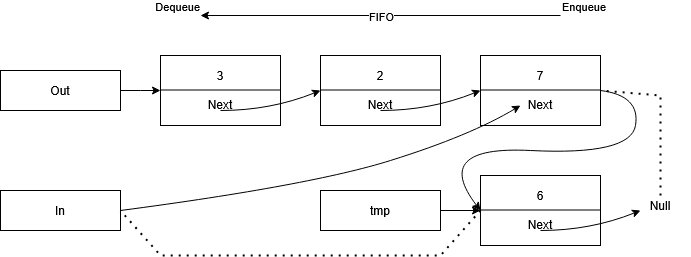 Dequeue
Enqueue
FIFO
3
2
7
Out
Next
Next
Next
In
tmp
6
Null
Next